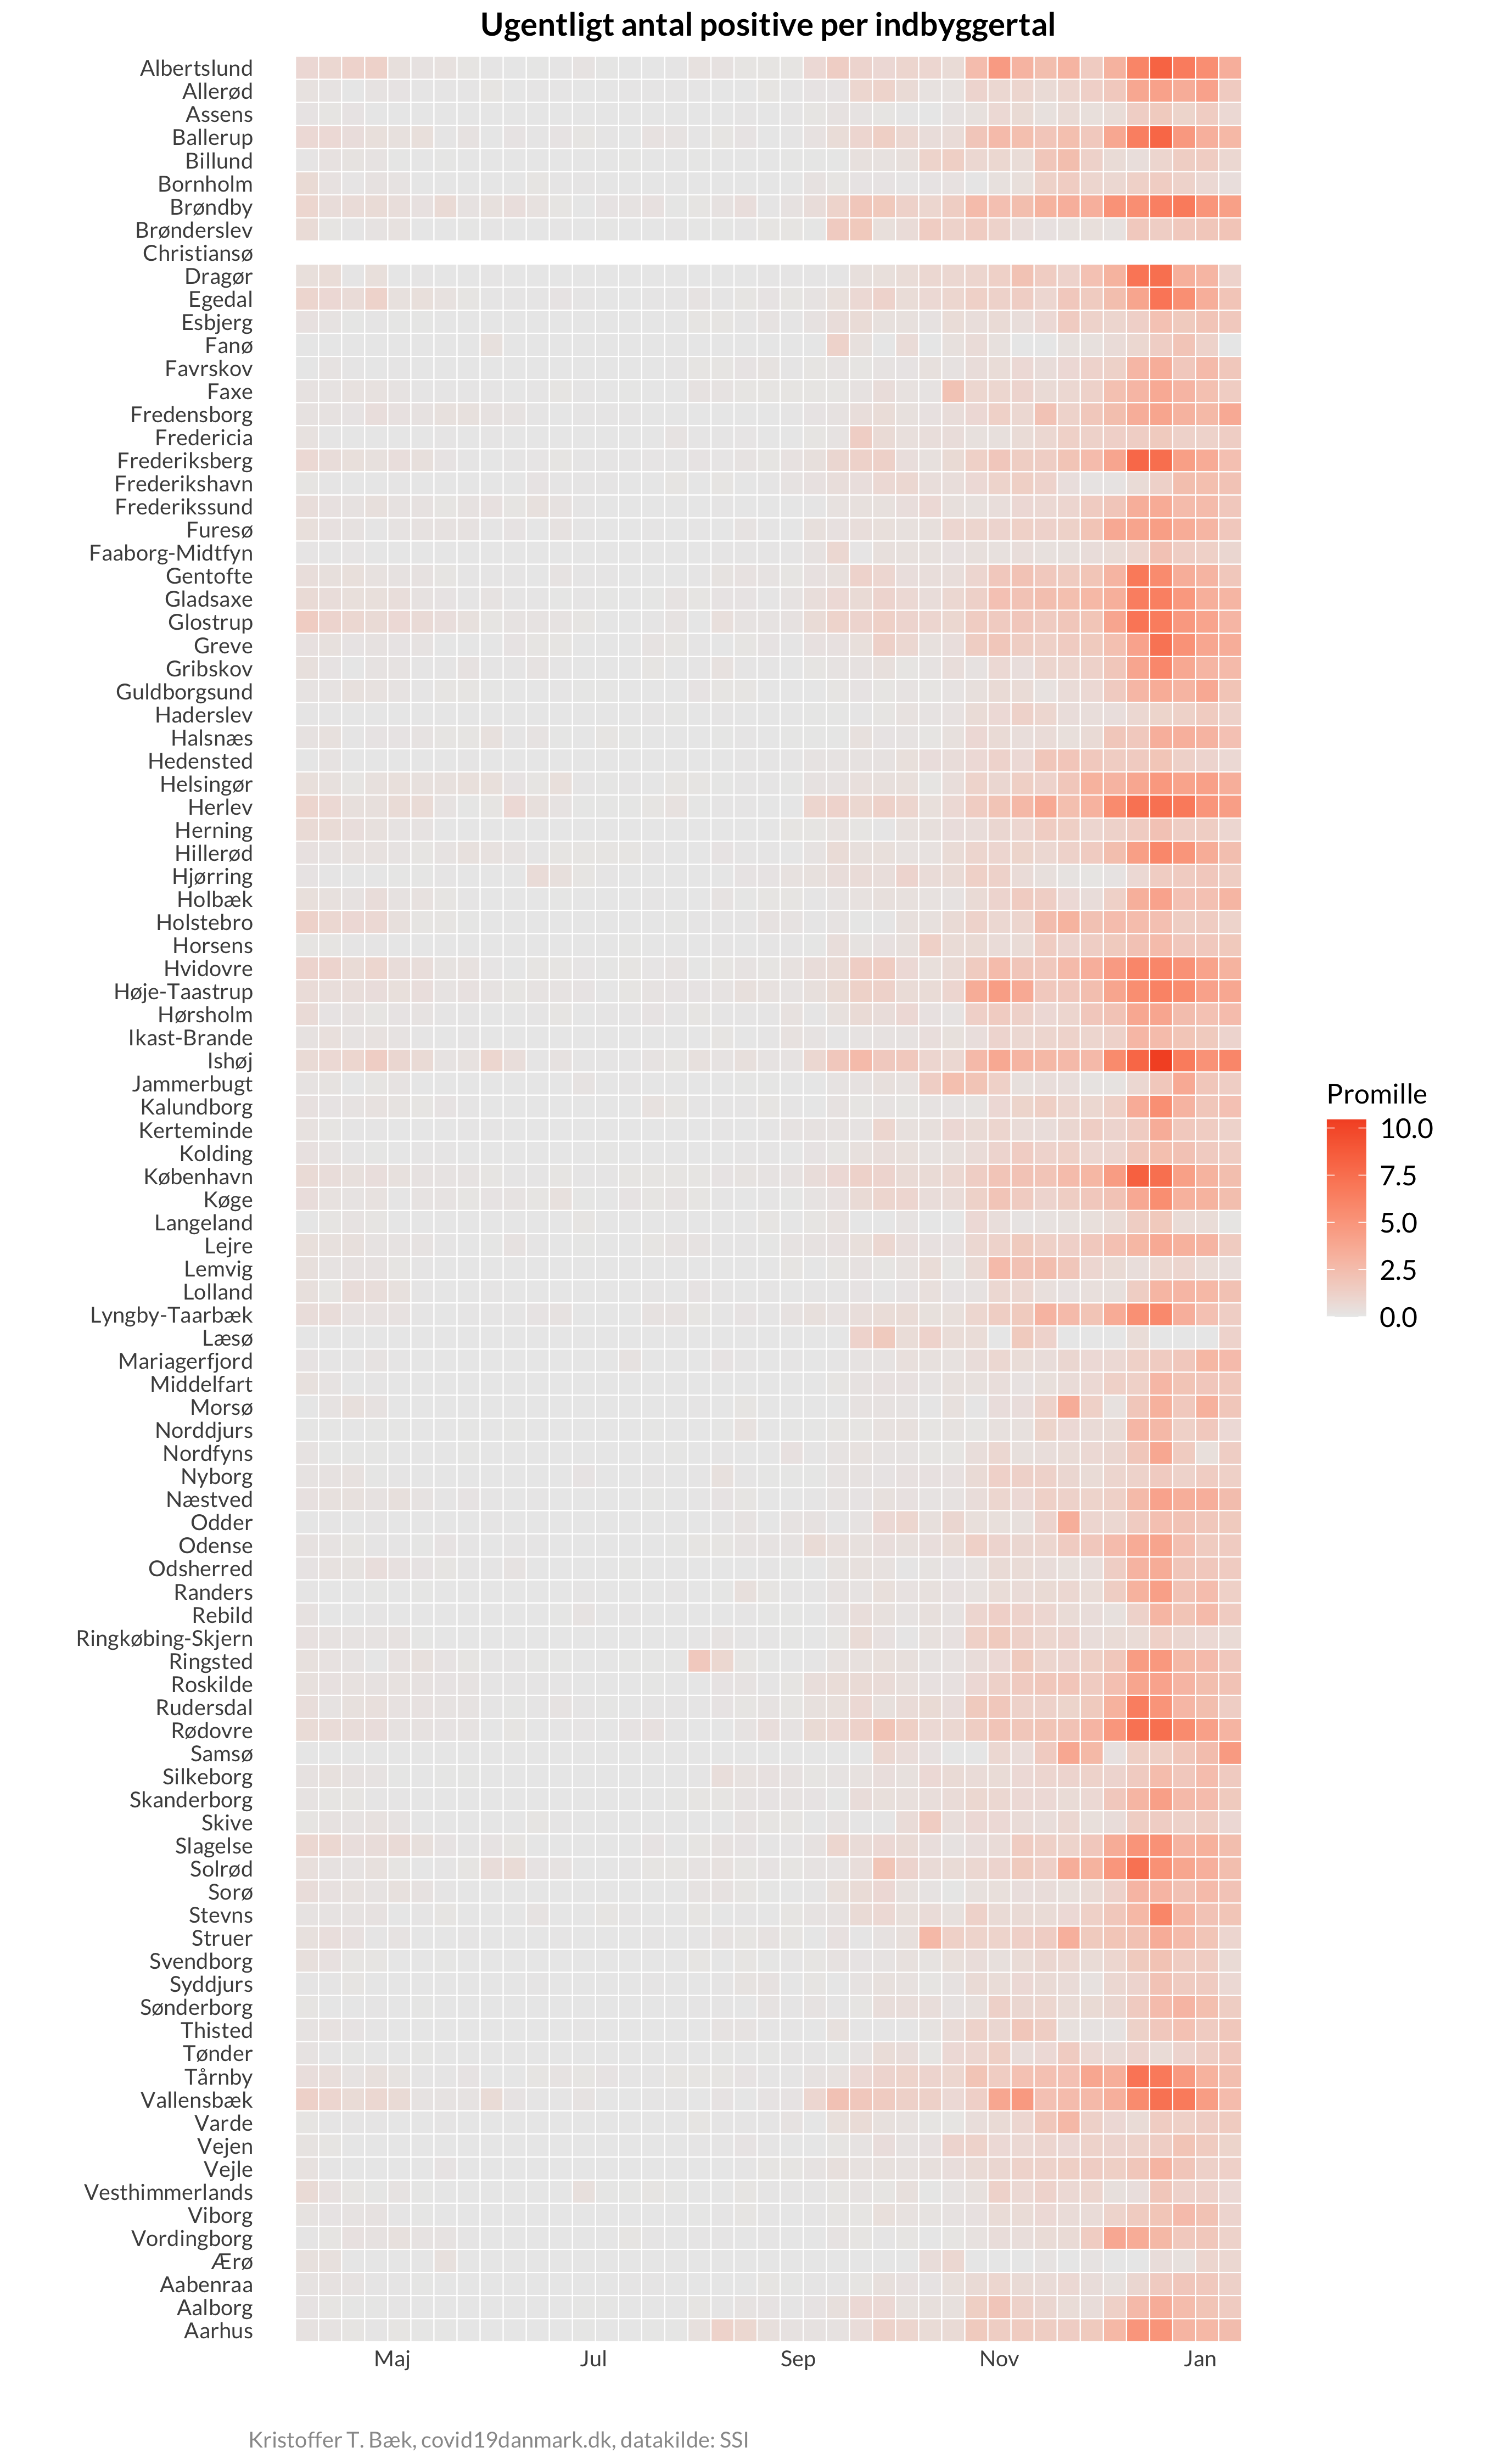 Ugentligt antal positive per indbyggertal
Albertslund
Allerød
Assens
Ballerup
Billund
Bornholm
Brøndby
Brønderslev
Christiansø
Dragør
Egedal
Esbjerg
Fanø
Favrskov
Faxe
Fredensborg
Fredericia
Frederiksberg
Frederikshavn
Frederikssund
Furesø
Faaborg-Midtfyn
Gentofte
Gladsaxe
Glostrup
Greve
Gribskov
Guldborgsund
Haderslev
Halsnæs
Hedensted
Helsingør
Herlev
Herning
Hillerød
Hjørring
Holbæk
Holstebro
Horsens
Hvidovre
Høje-Taastrup
Hørsholm
Ikast-Brande
Ishøj
Jammerbugt
Kalundborg
Kerteminde
Kolding
København
Køge
Langeland
Lejre
Lemvig
Lolland
Lyngby-Taarbæk
Læsø
Mariagerfjord
Middelfart
Morsø
Norddjurs
Nordfyns
Nyborg
Næstved
Odder
Odense
Odsherred
Randers
Rebild
Ringkøbing-Skjern
Ringsted
Roskilde
Rudersdal
Rødovre
Samsø
Silkeborg
Skanderborg
Skive
Slagelse
Solrød
Sorø
Stevns
Struer
Svendborg
Syddjurs
Sønderborg
Thisted
Tønder
Tårnby
Vallensbæk
Varde
Vejen
Vejle
Vesthimmerlands
Viborg
Vordingborg
Ærø
Aabenraa
Aalborg
Aarhus
Maj Jul Sep Nov Jan
Promille
10.0
7.5
5.0
2.5
0.0
Kristoffer T. Bæk, covid19danmark.dk, datakilde: SSI